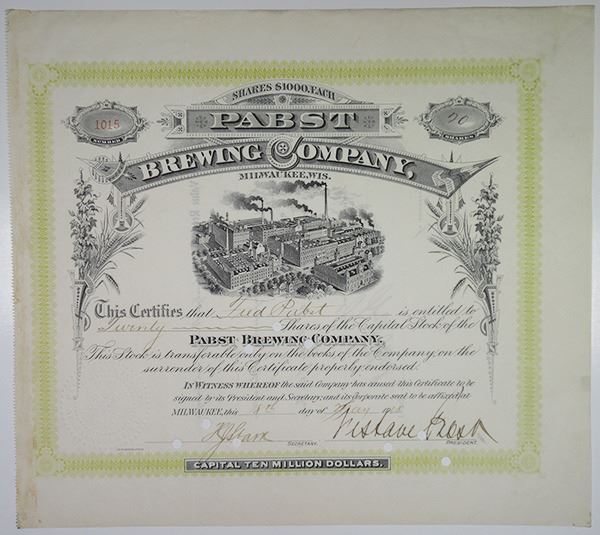 SHARES $1000. EACH
PABST
1015
NUMBER
20
SHARES
BREWING COMPANY,
MILWAUKEE, WIS.
This Certifies that Fred Pabst is entitled to
Twenty Shares of the Capital Stock of the
PABST BREWING COMPANY.
This Stock is transferable only on the books of the Company, on the
surrender of this Certificate properly endorsed.
IN WITNESS WHEREOF the said Company has caused this Certificate to be
signed by its President and Secretary, and its Corporate seal to be affixed at
MILWAUKEE, this day of May
SECRETARY.
Gustave Pabst
PRESIDENT.
CAPITAL TEN MILLION DOLLARS.